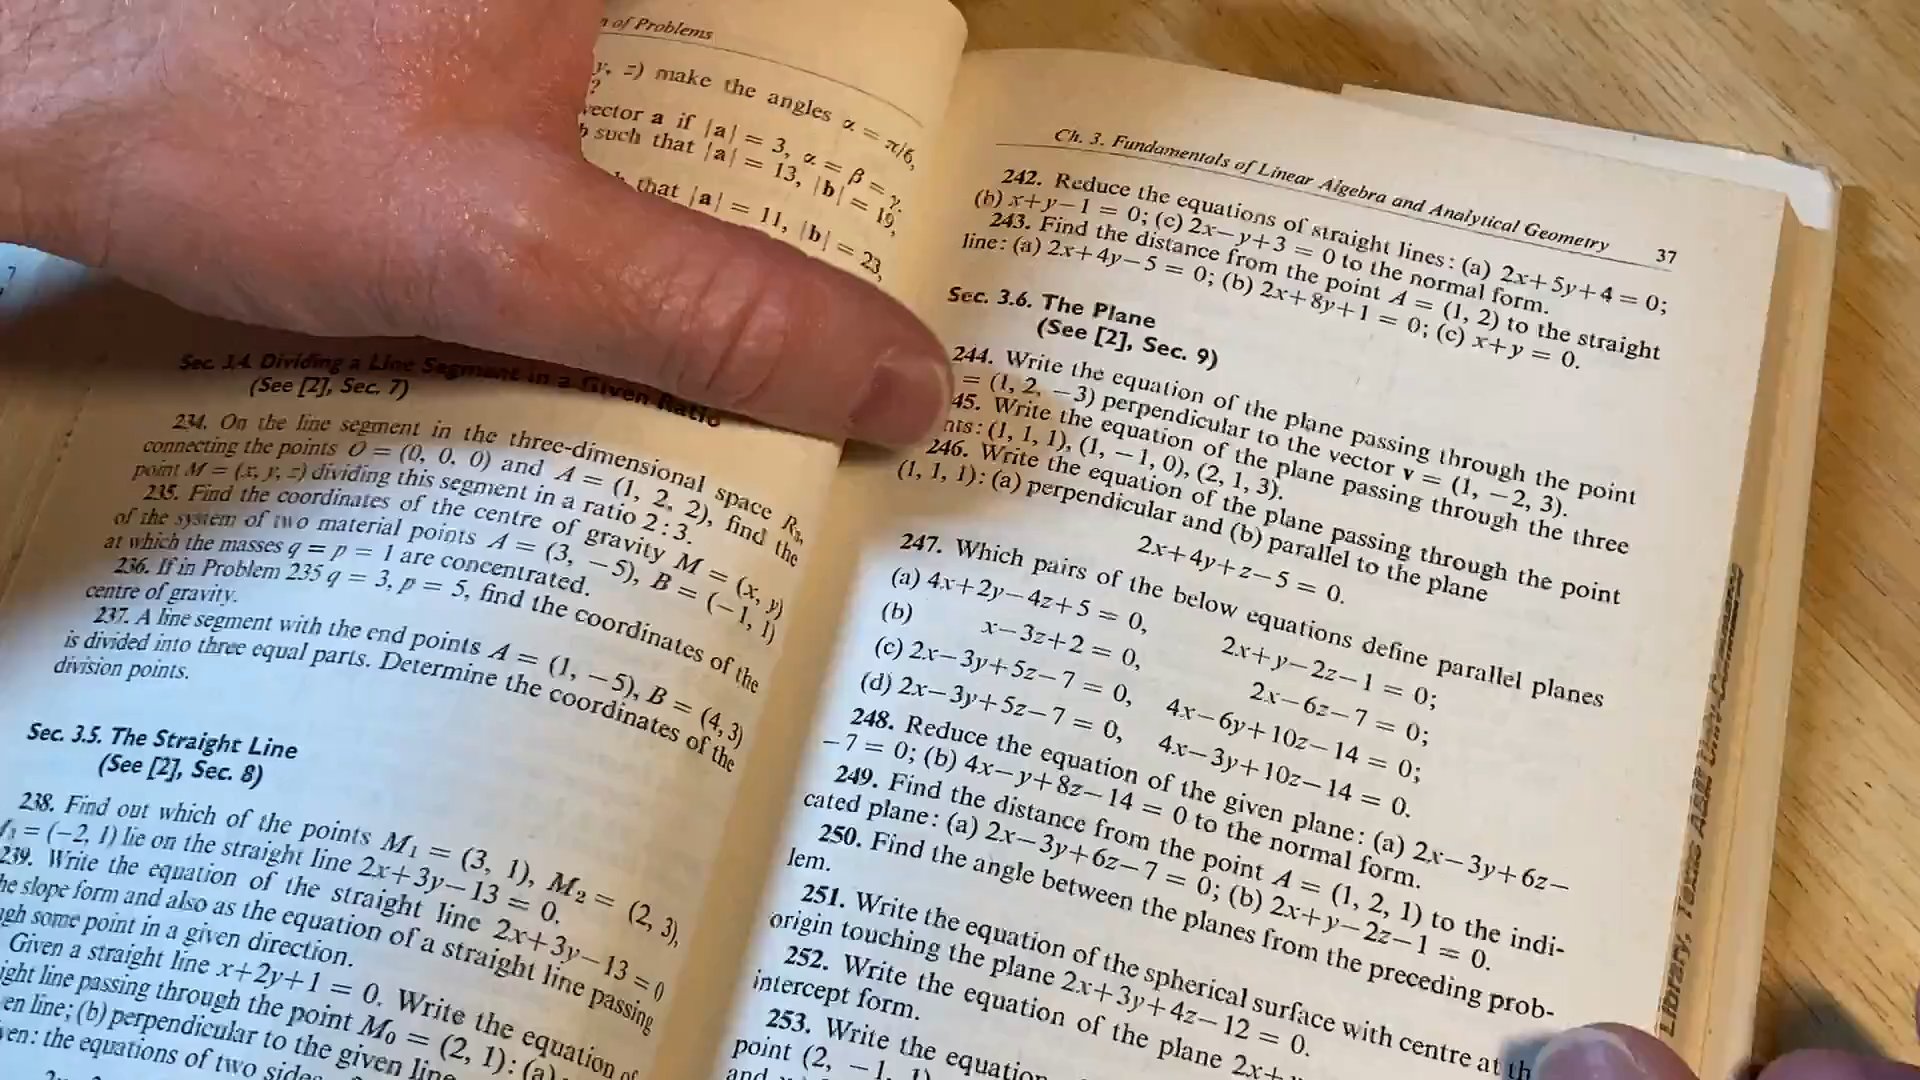 n of Problems
y, z) make the angles α = π/6,
?
vector a if |a| = 3, α = β = γ.
b such that |a| = 13, |b| = 19,
that |a| = 11, |b| = 23,
Sec. 3.4. Dividing a Line Segment in a Given Ratio
(See [2], Sec. 7)
234. On the line segment in the three-dimensional space R₃,
connecting the points O = (0, 0, 0) and A = (1, 2, 2), find the
point M = (x, y, z) dividing this segment in a ratio 2:3.
235. Find the coordinates of the centre of gravity M = (x, y)
of the system of two material points A = (3, −5), B = (−1, 1)
at which the masses q = p = 1 are concentrated.
236. If in Problem 235 q = 3, p = 5, find the coordinates of the
centre of gravity.
237. A line segment with the end points A = (1, −5), B = (4, 3)
is divided into three equal parts. Determine the coordinates of the
division points.
Sec. 3.5. The Straight Line
(See [2], Sec. 8)
238. Find out which of the points M₁ = (3, 1), M₂ = (2, 3),
= (−2, 1) lie on the straight line 2x+3y−13 = 0.
239. Write the equation of the straight line 2x+3y−13 = 0
he slope form and also as the equation of a straight line passing
ugh some point in a given direction.
Given a straight line x+2y+1 = 0. Write the equation of
ight line passing through the point M₀ = (2, 1): (a)
en line; (b) perpendicular to the given line
ven: the equations of two sides
Ch. 3. Fundamentals of Linear Algebra and Analytical Geometry 37
242. Reduce the equations of straight lines: (a) 2x+5y+4 = 0;
(b) x+y−1 = 0; (c) 2x−y+3 = 0 to the normal form.
243. Find the distance from the point A = (1, 2) to the straight
line: (a) 2x+4y−5 = 0; (b) 2x+8y+1 = 0; (c) x+y = 0.
Sec. 3.6. The Plane
(See [2], Sec. 9)
244. Write the equation of the plane passing through the point
= (1, 2, −3) perpendicular to the vector v = (1, −2, 3).
45. Write the equation of the plane passing through the three
nts: (1, 1, 1), (1, −1, 0), (2, 1, 3).
246. Write the equation of the plane passing through the point
(1, 1, 1): (a) perpendicular and (b) parallel to the plane
2x+4y+z−5 = 0.
247. Which pairs of the below equations define parallel planes
(a) 4x+2y−4z+5 = 0, 2x+y−2z−1 = 0;
(b) x−3z+2 = 0, 2x−6z−7 = 0;
(c) 2x−3y+5z−7 = 0, 4x−6y+10z−14 = 0;
(d) 2x−3y+5z−7 = 0, 4x−3y+10z−14 = 0.
248. Reduce the equation of the given plane: (a) 2x−3y+6z−
−7 = 0; (b) 4x−y+8z−14 = 0 to the normal form.
249. Find the distance from the point A = (1, 2, 1) to the indi-
cated plane: (a) 2x−3y+6z−7 = 0; (b) 2x+y−2z−1 = 0.
250. Find the angle between the planes from the preceding prob-
lem.
251. Write the equation of the spherical surface with centre at th
origin touching the plane 2x+3y+4z−12 = 0.
252. Write the equation of the plane 2x+
intercept form.
253. Write the equation
point (2, −1, 1)
and
Library, Texas A&M University